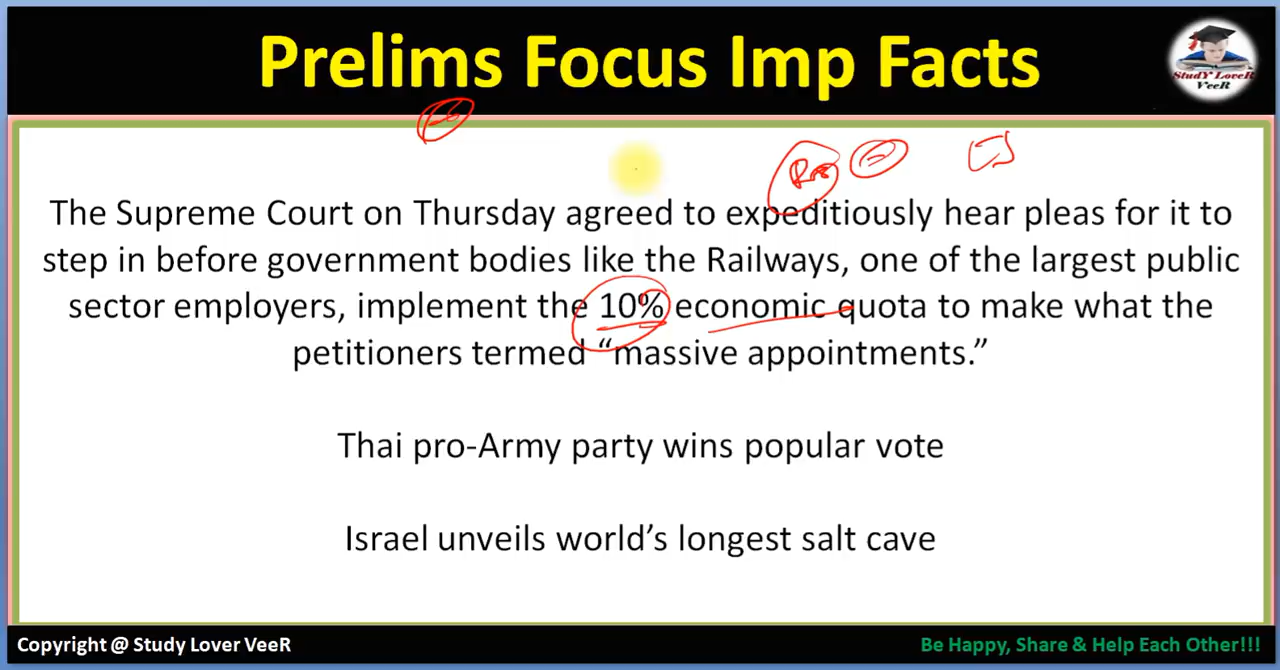 Prelims Focus Imp Facts
StudY LoveR
VeeR
The Supreme Court on Thursday agreed to expeditiously hear pleas for it to
step in before government bodies like the Railways, one of the largest public
sector employers, implement the 10% economic quota to make what the
petitioners termed “massive appointments.”
Thai pro-Army party wins popular vote
Israel unveils world’s longest salt cave
Copyright @ Study Lover VeeR
Be Happy, Share & Help Each Other!!!